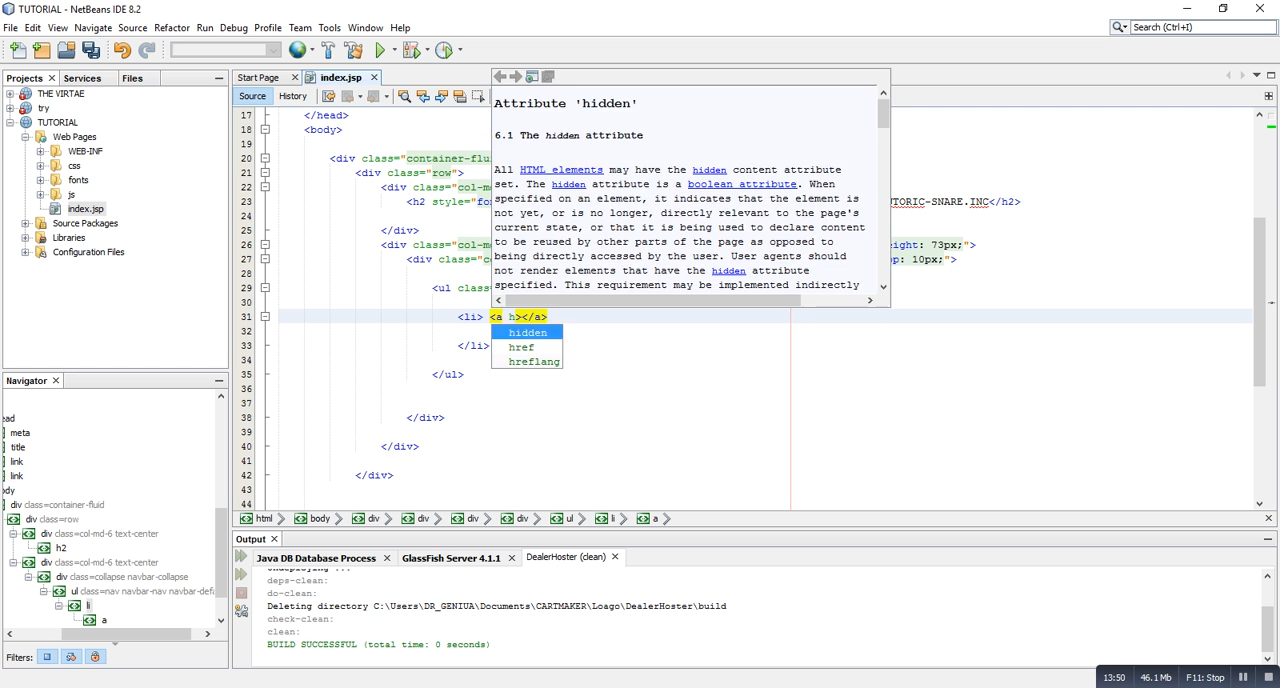 TUTORIAL - NetBeans IDE 8.2
File Edit View Navigate Source Refactor Run Debug Profile Team Tools Window Help
Search (Ctrl+I)
Projects Services Files
THE VIRTAE
try
TUTORIAL
Web Pages
WEB-INF
css
fonts
js
index.jsp
Source Packages
Libraries
Configuration Files
Start Page index.jsp
Source History
17 </head>
18 <body>
19
20 <div class="container-flui
21 <div class="row">
22 <div class="col-m
23 <h2 style="fon TUTORIC-SNARE.INC</h2>
24
25 </div>
26 <div class="col-m eight: 73px;">
27 <div class="c op: 10px;">
28
29 <ul class
30
31 <li> <a h></a>
32
33 </li>
34
35 </ul>
36
37
38 </div>
39
40 </div>
41
42 </div>
43
44
Attribute 'hidden'
6.1 The hidden attribute
All HTML elements may have the hidden content attribute
set. The hidden attribute is a boolean attribute. When
specified on an element, it indicates that the element is
not yet, or is no longer, directly relevant to the page's
current state, or that it is being used to declare content
to be reused by other parts of the page as opposed to
being directly accessed by the user. User agents should
not render elements that have the hidden attribute
specified. This requirement may be implemented indirectly
hidden
href
hreflang
html body div div div div ul li a
Navigator
ead
meta
title
link
link
ody
div class=container-fluid
div class=row
div class=col-md-6 text-center
h2
div class=col-md-6 text-center
div class=collapse navbar-collapse
ul class=nav navbar-nav navbar-defa
li
a
Filters:
Output
Java DB Database Process GlassFish Server 4.1.1 DealerHoster (clean)
deps-clean:
do-clean:
Deleting directory C:\Users\DR_GENIUA\Documents\CARTMAKER\Loago\DealerHoster\build
check-clean:
clean:
BUILD SUCCESSFUL (total time: 0 seconds)
13:50 46.1 Mb F11: Stop